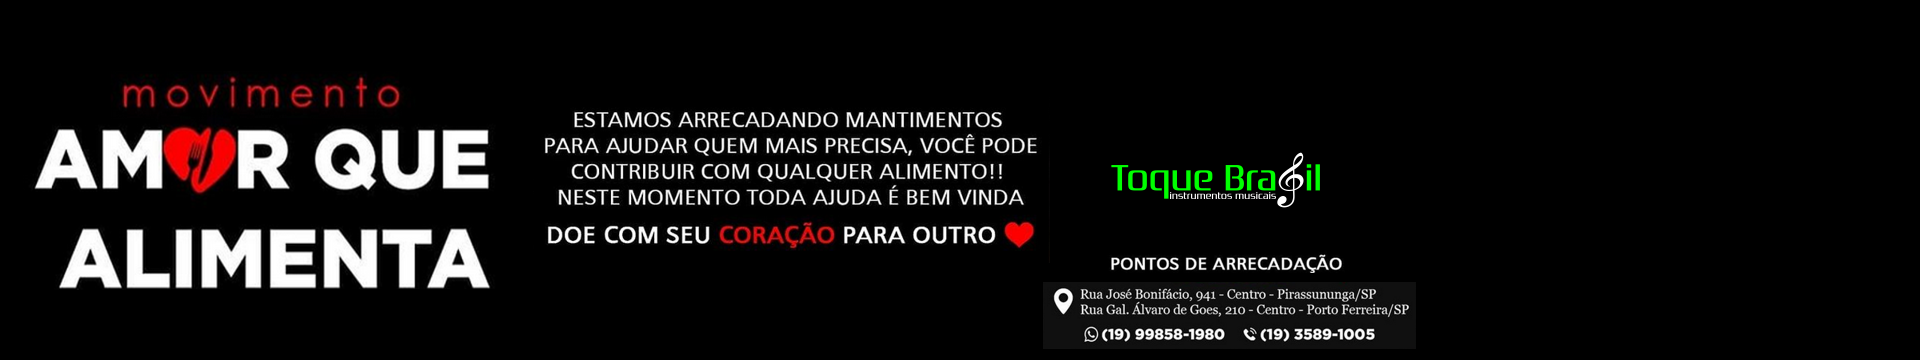 movimento
AMOR QUE
ALIMENTA
ESTAMOS ARRECADANDO MANTIMENTOS
PARA AJUDAR QUEM MAIS PRECISA, VOCÊ PODE
CONTRIBUIR COM QUALQUER ALIMENTO!!
NESTE MOMENTO TODA AJUDA É BEM VINDA
DOE COM SEU CORAÇÃO PARA OUTRO
Toque Brasil
instrumentos musicais
PONTOS DE ARRECADAÇÃO
Rua José Bonifácio, 941 - Centro - Pirassununga/SP
Rua Gal. Álvaro de Goes, 210 - Centro - Porto Ferreira/SP
(19) 99858-1980 (19) 3589-1005